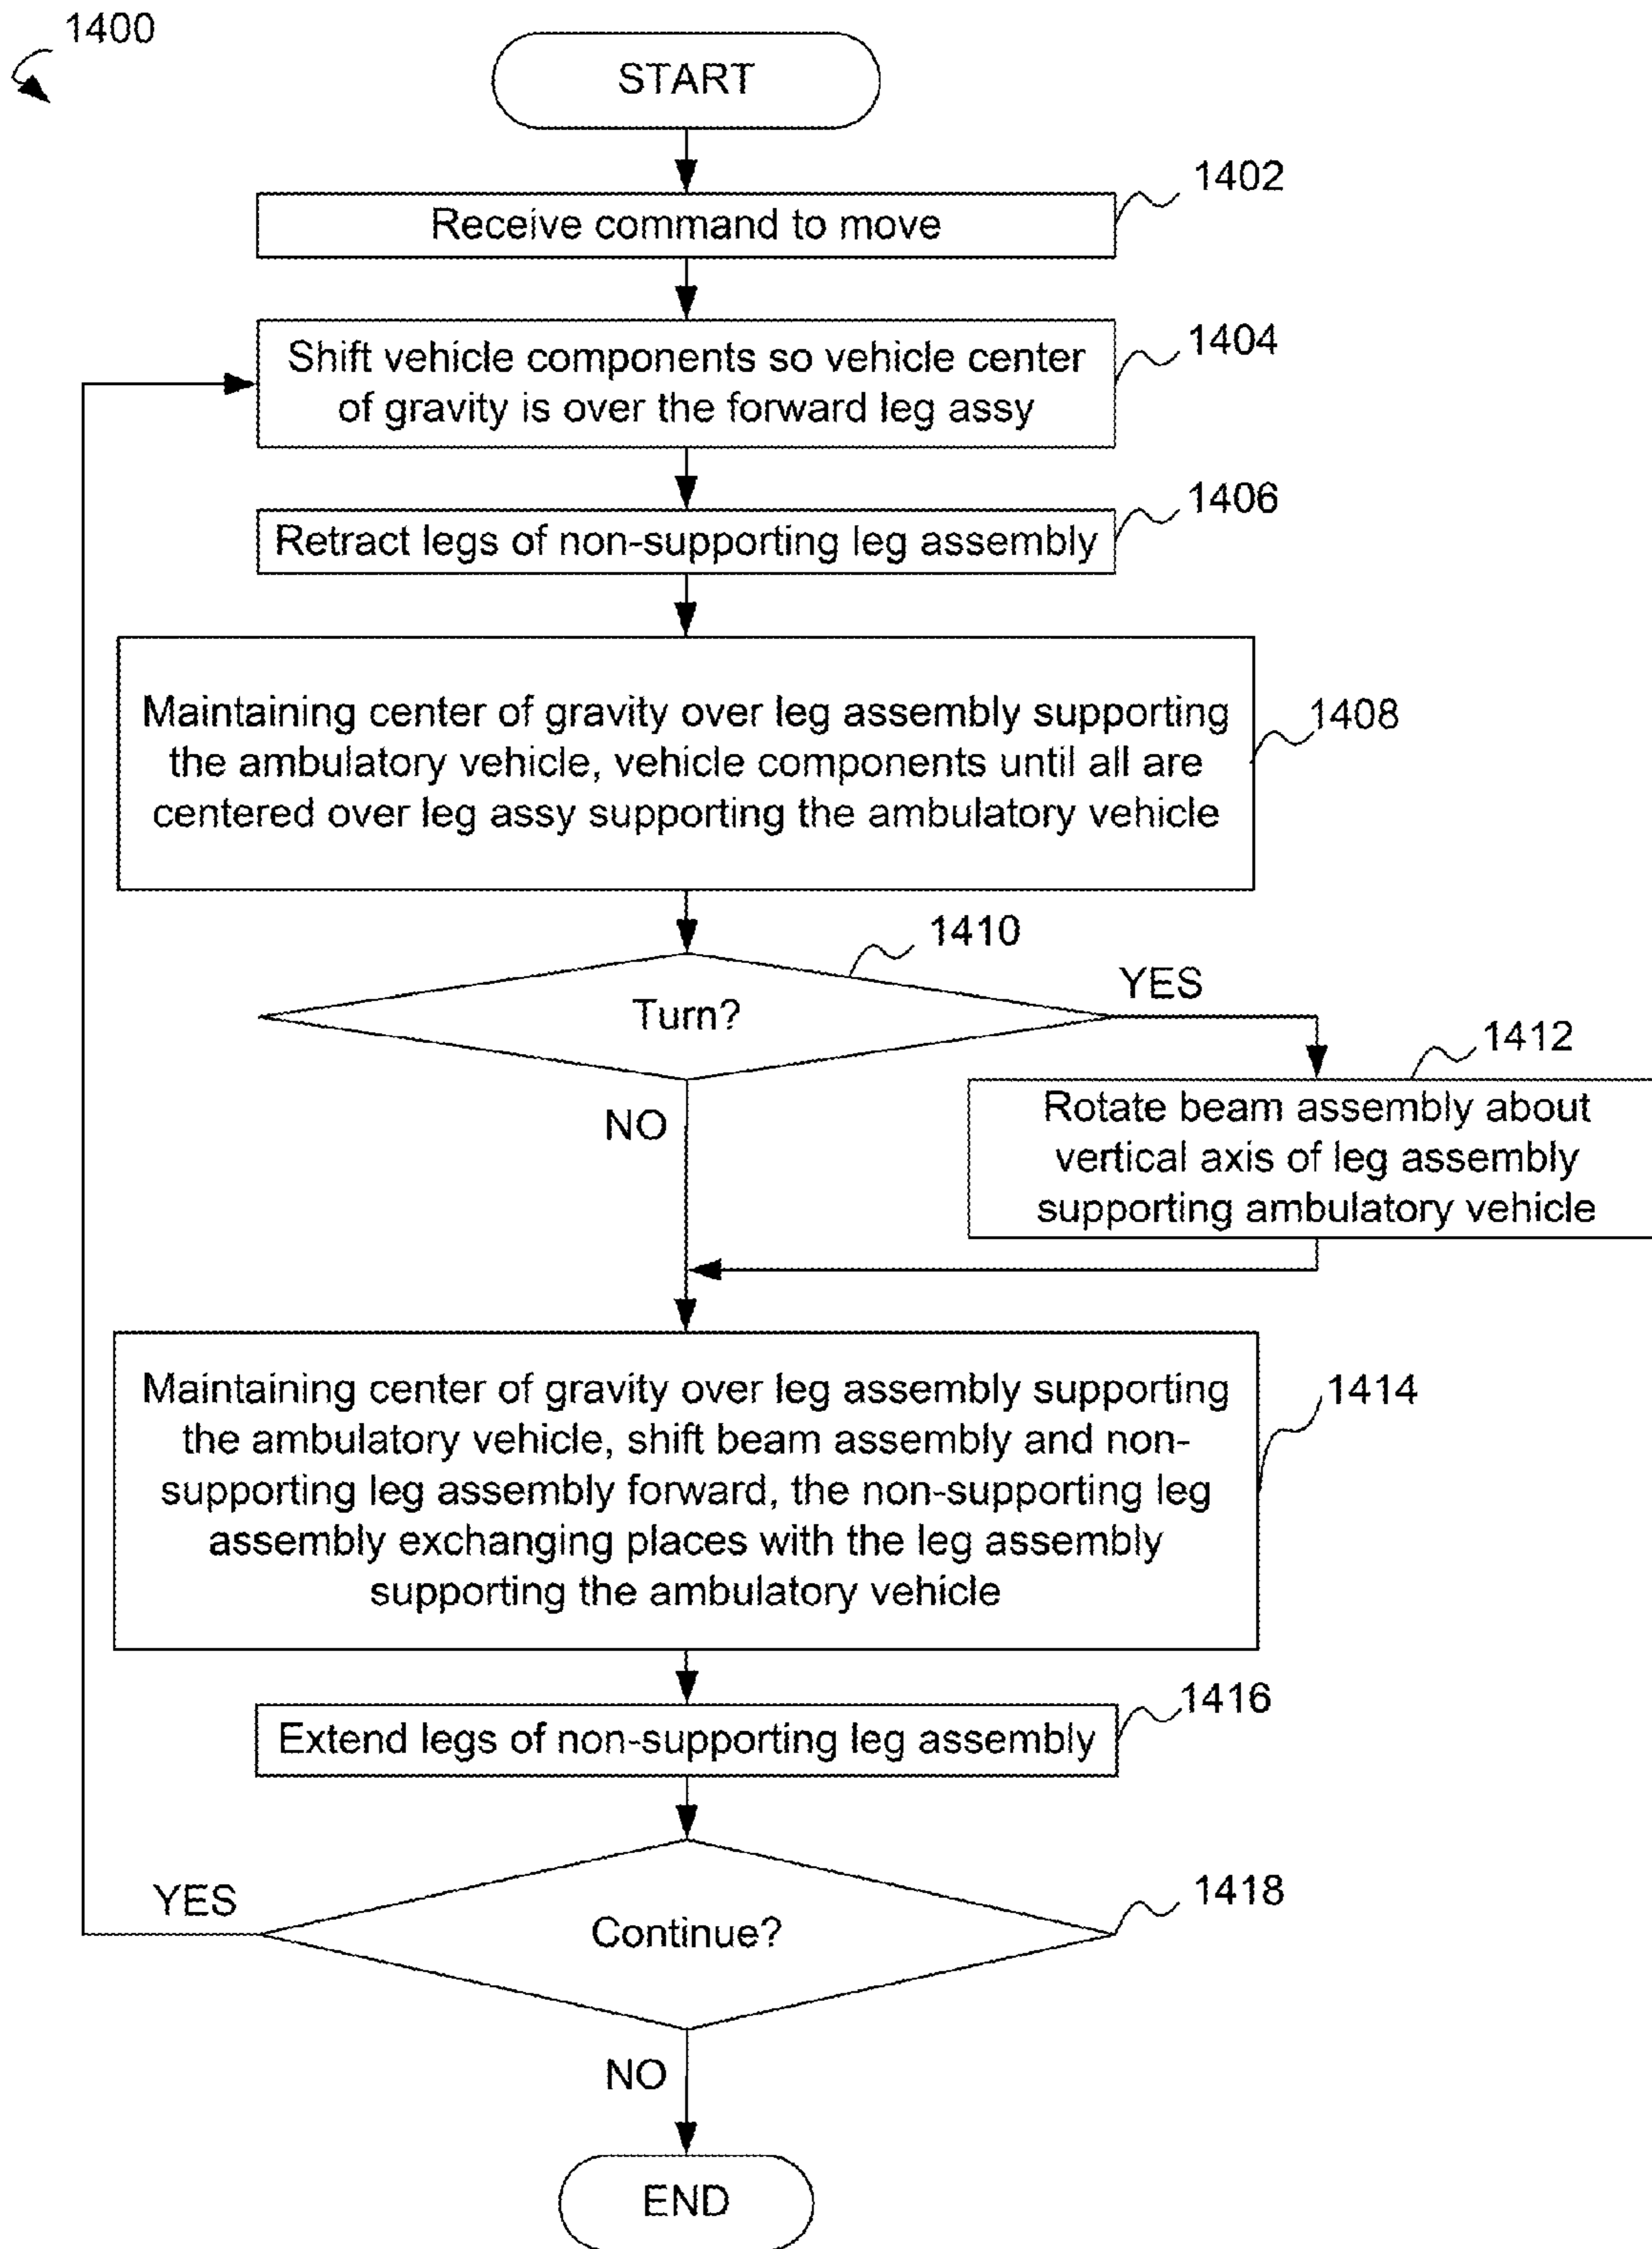 1400
START
1402
Receive command to move
1404
Shift vehicle components so vehicle center
of gravity is over the forward leg assy
1406
Retract legs of non-supporting leg assembly
1408
Maintaining center of gravity over leg assembly supporting
the ambulatory vehicle, vehicle components until all are
centered over leg assy supporting the ambulatory vehicle
1410
Turn?
YES
NO
1412
Rotate beam assembly about
vertical axis of leg assembly
supporting ambulatory vehicle
1414
Maintaining center of gravity over leg assembly supporting
the ambulatory vehicle, shift beam assembly and non-
supporting leg assembly forward, the non-supporting leg
assembly exchanging places with the leg assembly
supporting the ambulatory vehicle
1416
Extend legs of non-supporting leg assembly
1418
YES
Continue?
NO
END